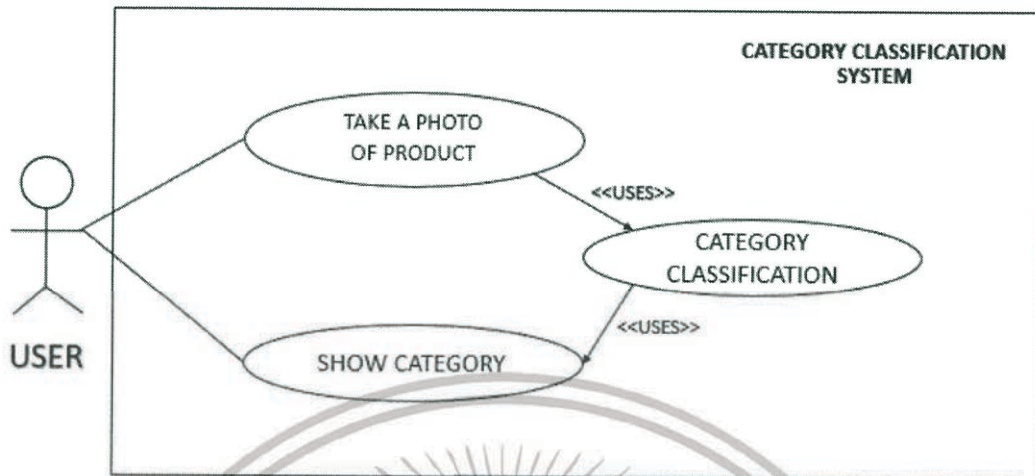 CATEGORY CLASSIFICATION
SYSTEM
TAKE A PHOTO
OF PRODUCT
<<USES>>
CATEGORY
CLASSIFICATION
<<USES>>
SHOW CATEGORY
USER